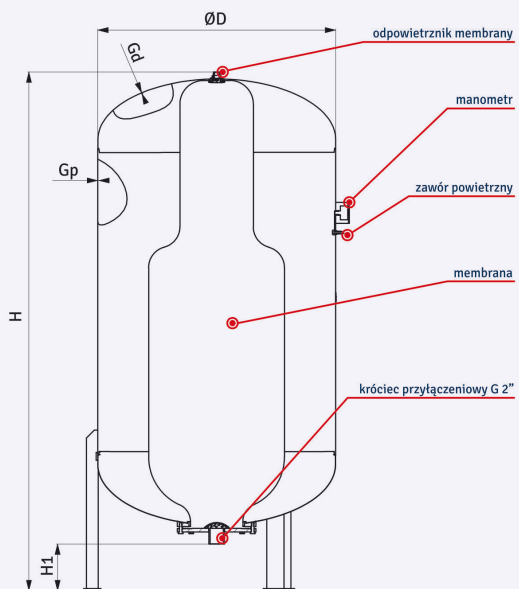 ØD
odpowietrznik membrany
Gd
manometr
Gp
zawór powietrzny
membrana
H
króciec przyłączeniowy G 2”
H1